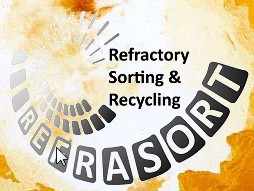 Refractory
Sorting &
Recycling
REFRASORT